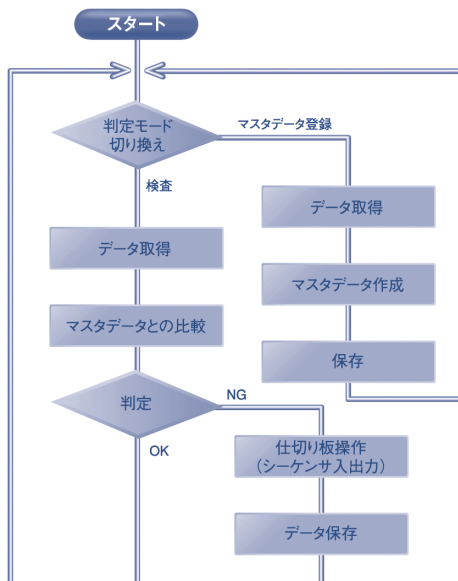 スタート
判定モード
切り換え
マスタデータ登録
検査
データ取得
データ取得
マスタデータ作成
マスタデータとの比較
保存
判定
NG
OK
仕切り板操作
（シーケンサ入出力）
データ保存